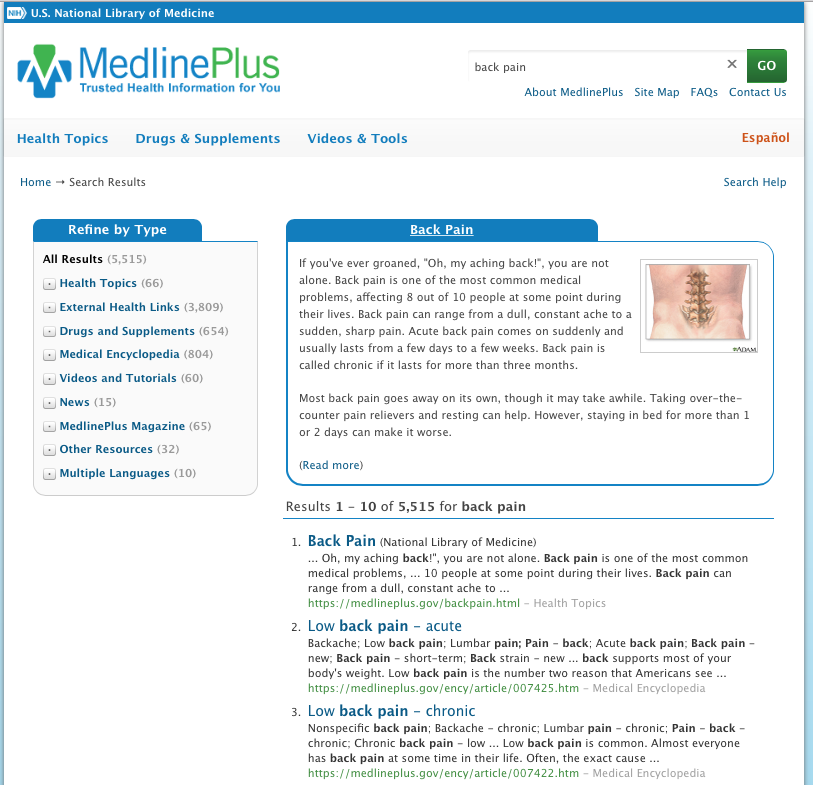 NIH U.S. National Library of Medicine
MedlinePlus
Trusted Health Information for You
back pain × GO
About MedlinePlus Site Map FAQs Contact Us
Health Topics Drugs & Supplements Videos & Tools Español
Home → Search Results Search Help
Refine by Type
All Results (5,515)
Health Topics (66)
External Health Links (3,809)
Drugs and Supplements (654)
Medical Encyclopedia (804)
Videos and Tutorials (60)
News (15)
MedlinePlus Magazine (65)
Other Resources (32)
Multiple Languages (10)
Back Pain
If you've ever groaned, "Oh, my aching back!", you are not
alone. Back pain is one of the most common medical
problems, affecting 8 out of 10 people at some point during
their lives. Back pain can range from a dull, constant ache to a
sudden, sharp pain. Acute back pain comes on suddenly and
usually lasts from a few days to a few weeks. Back pain is
called chronic if it lasts for more than three months.
ADAM
Most back pain goes away on its own, though it may take awhile. Taking over-the-
counter pain relievers and resting can help. However, staying in bed for more than 1
or 2 days can make it worse.
(Read more)
Results 1 – 10 of 5,515 for back pain
1. Back Pain (National Library of Medicine)
... Oh, my aching back!", you are not alone. Back pain is one of the most common
medical problems, ... 10 people at some point during their lives. Back pain can
range from a dull, constant ache to ...
https://medlineplus.gov/backpain.html – Health Topics
2. Low back pain – acute
Backache; Low back pain; Lumbar pain; Pain – back; Acute back pain; Back pain –
new; Back pain – short-term; Back strain – new ... back supports most of your
body's weight. Low back pain is the number two reason that Americans see ...
https://medlineplus.gov/ency/article/007425.htm – Medical Encyclopedia
3. Low back pain – chronic
Nonspecific back pain; Backache – chronic; Lumbar pain – chronic; Pain – back –
chronic; Chronic back pain – low ... Low back pain is common. Almost everyone
has back pain at some time in their life. Often, the exact cause ...
https://medlineplus.gov/ency/article/007422.htm – Medical Encyclopedia